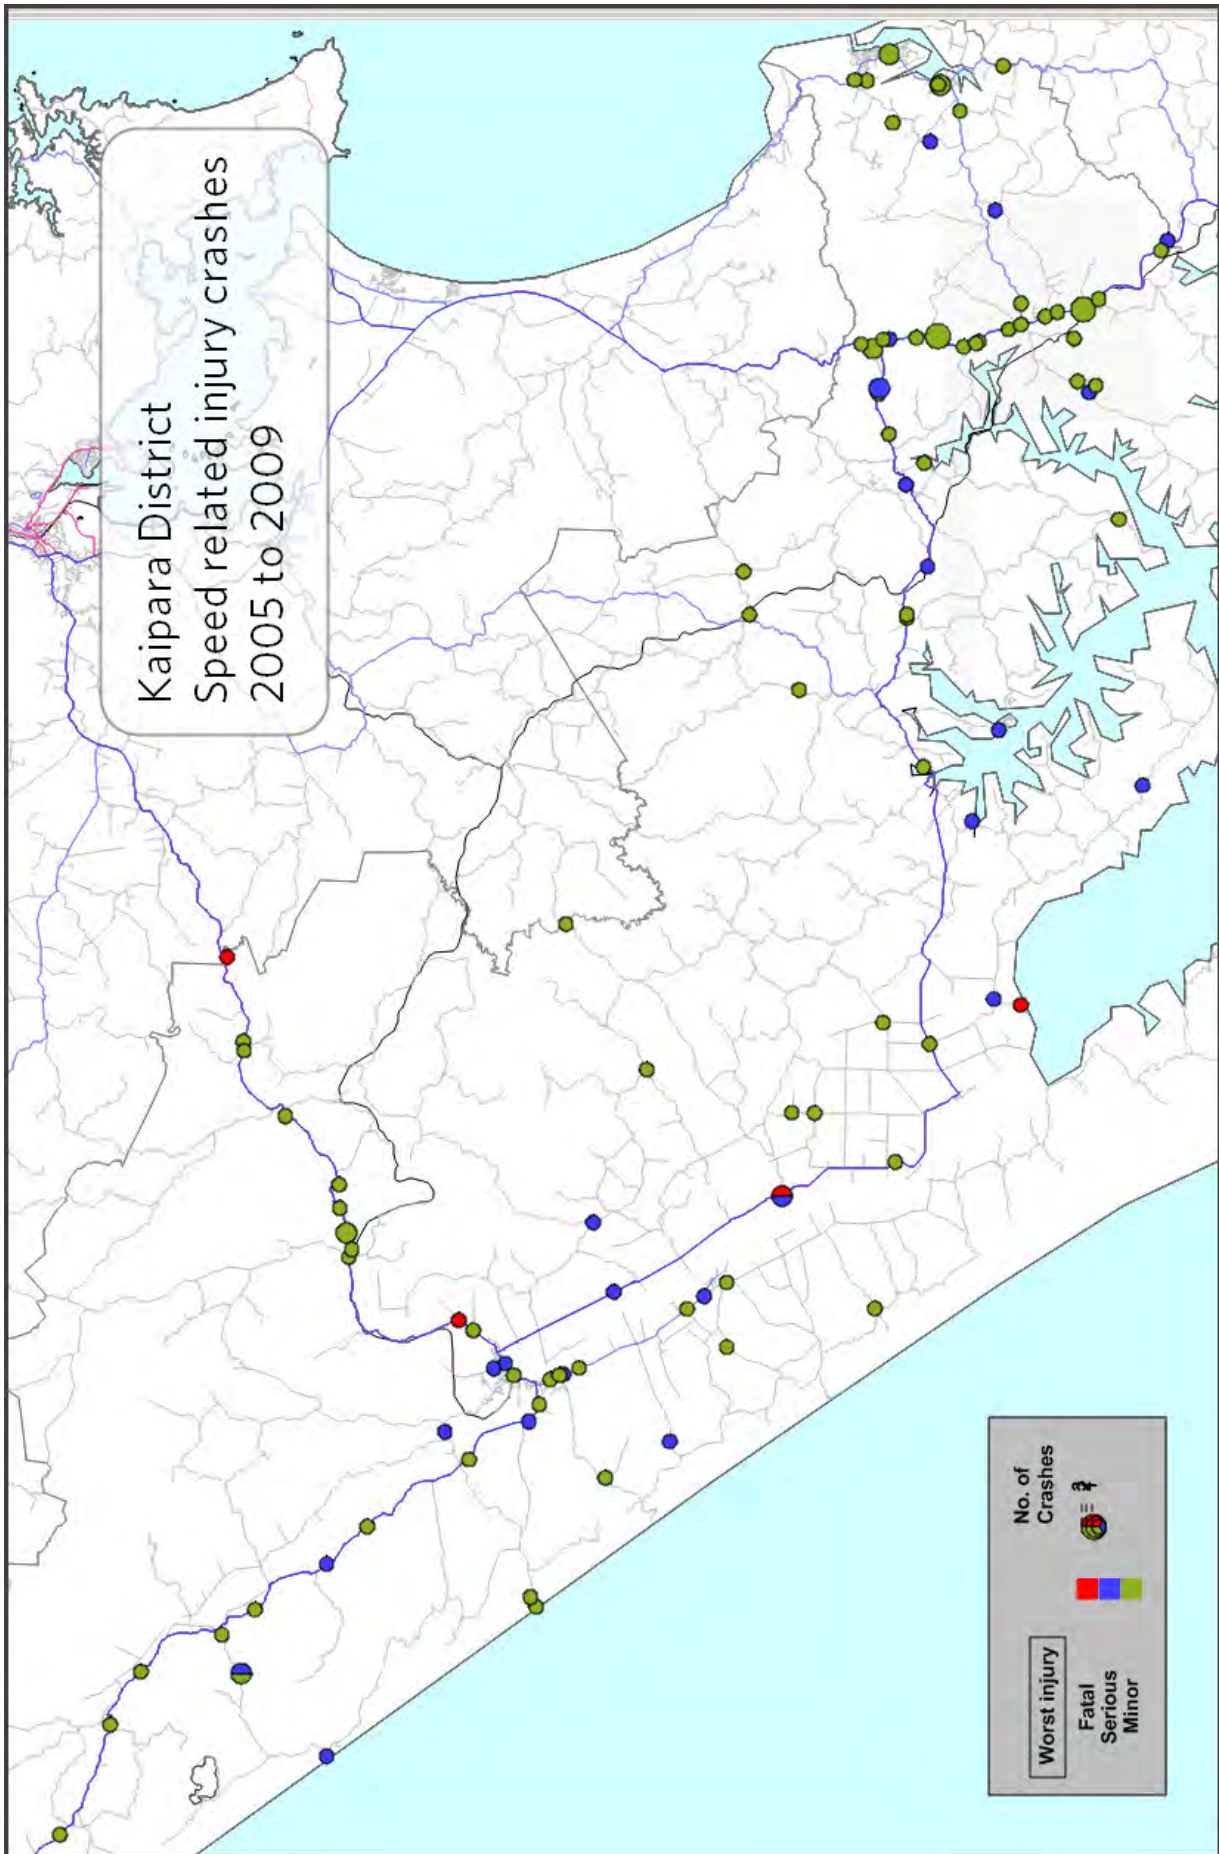 Kaipara District
Speed related injury crashes
2005 to 2009
Worst injury
Fatal
Serious
Minor
No. of
Crashes